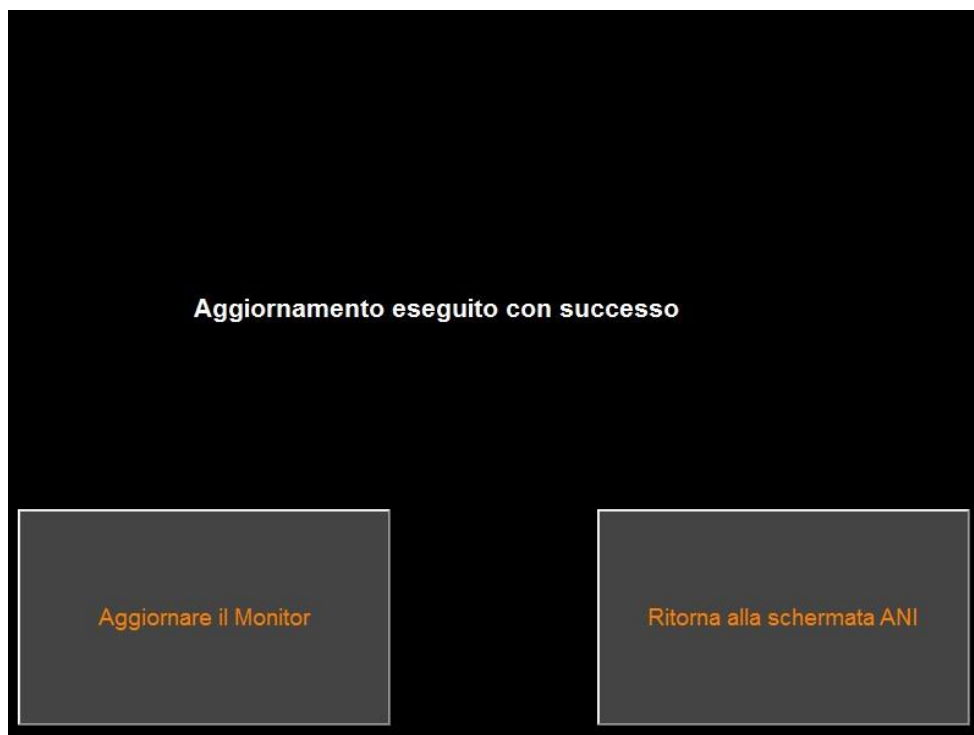 Aggiornamento eseguito con successo
Aggiornare il Monitor
Ritorna alla schermata ANI